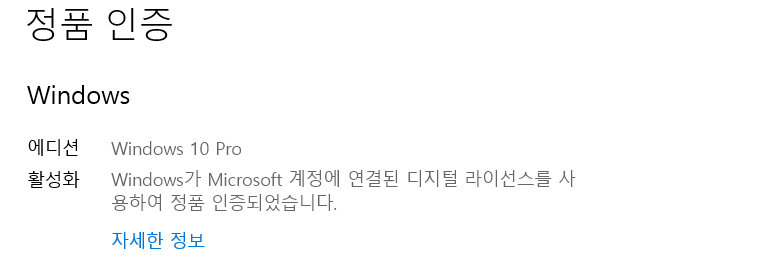 정품 인증
Windows
에디션 Windows 10 Pro
활성화 Windows가 Microsoft 계정에 연결된 디지털 라이선스를 사
용하여 정품 인증되었습니다.
자세한 정보